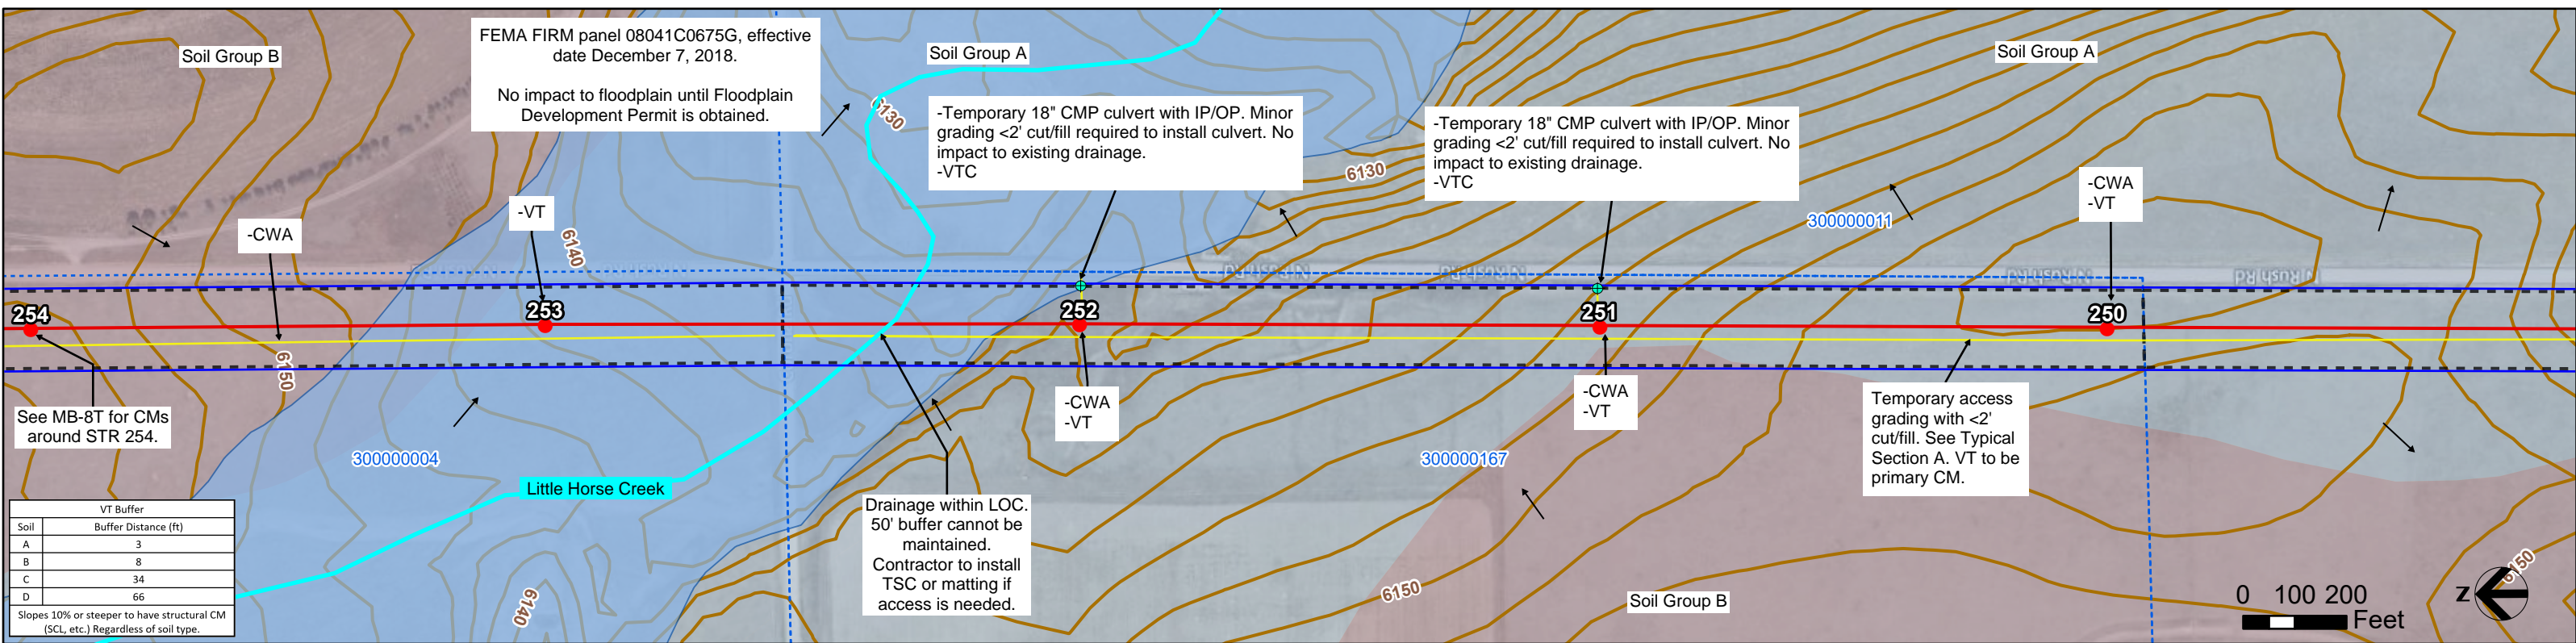 Soil Group B
FEMA FIRM panel 08041C0675G, effective
date December 7, 2018.
No impact to floodplain until Floodplain
Development Permit is obtained.
Soil Group A
Soil Group A
6130
-Temporary 18" CMP culvert with IP/OP. Minor
grading <2' cut/fill required to install culvert. No
impact to existing drainage.
-VTC
6130
-Temporary 18" CMP culvert with IP/OP. Minor
grading <2' cut/fill required to install culvert. No
impact to existing drainage.
-VTC
-CWA
-VT
300000011
-CWA
-VT
6140
N Rush Rd
N Rush Rd
N Rush Rd
N Rush Rd
254
253
252
251
250
6150
See MB-8T for CMs
around STR 254.
-CWA
-VT
-CWA
-VT
Temporary access
grading with <2'
cut/fill. See Typical
Section A. VT to be
primary CM.
300000004
300000167
Little Horse Creek
Drainage within LOC.
50' buffer cannot be
maintained.
Contractor to install
TSC or matting if
access is needed.
VT Buffer
Soil Buffer Distance (ft)
A 3
B 8
C 34
D 66
Slopes 10% or steeper to have structural CM
(SCL, etc.) Regardless of soil type.
6140
6150
Soil Group B
6150
0 100 200
Feet
Z